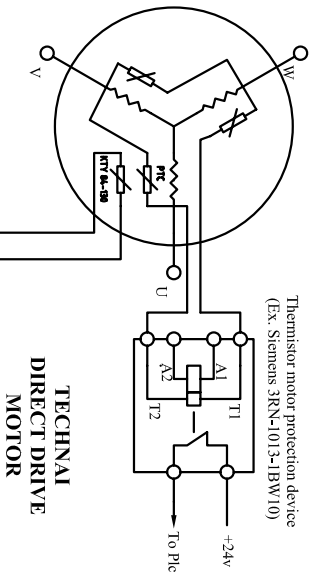 Thermistor motor protection device
(Ex. Siemens 3RN-1013-1BW10)
W
V
U
PTC
KTY 84-130
A1
A2
T1
T2
+24v
To Plc
TECHNAI
DIRECT DRIVE
MOTOR